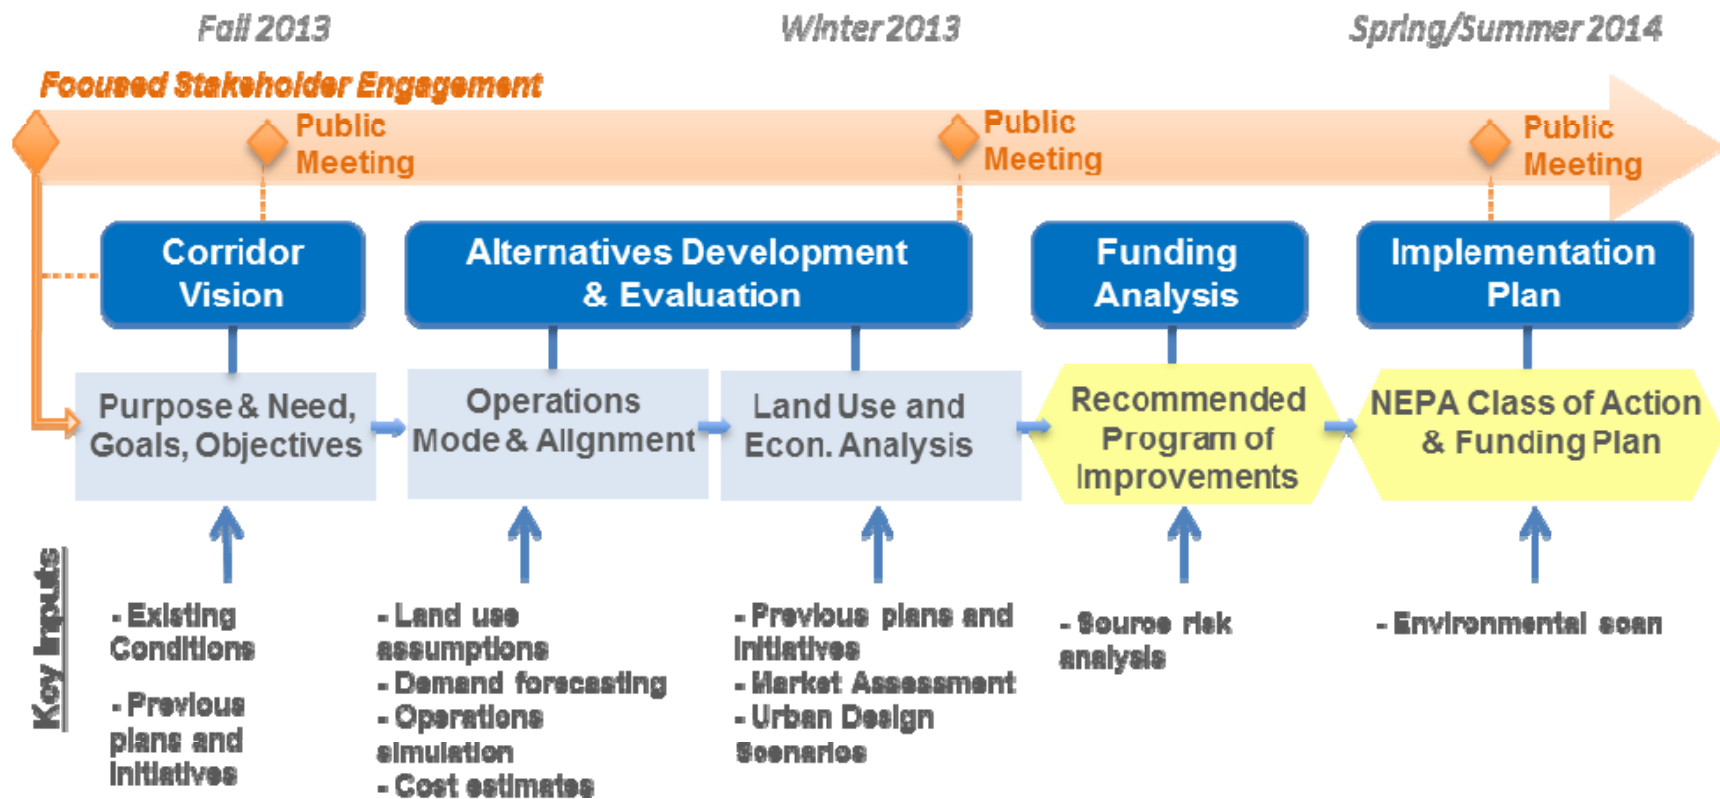 Fall 2013
Winter 2013
Spring/Summer 2014
Focused Stakeholder Engagement
Public
Meeting
Public
Meeting
Public
Meeting
Corridor
Vision
Alternatives Development
& Evaluation
Funding
Analysis
Implementation
Plan
Purpose & Need,
Goals, Objectives
Operations
Mode & Alignment
Land Use and
Econ. Analysis
Recommended
Program of
Improvements
NEPA Class of Action
& Funding Plan
Key Inputs
- Existing
Conditions
- Previous
plans and
initiatives
- Land use
assumptions
- Demand forecasting
- Operations
simulation
- Cost estimates
- Previous plans and
initiatives
- Market Assessment
- Urban Design
Scenarios
- Source risk
analysis
- Environmental scan